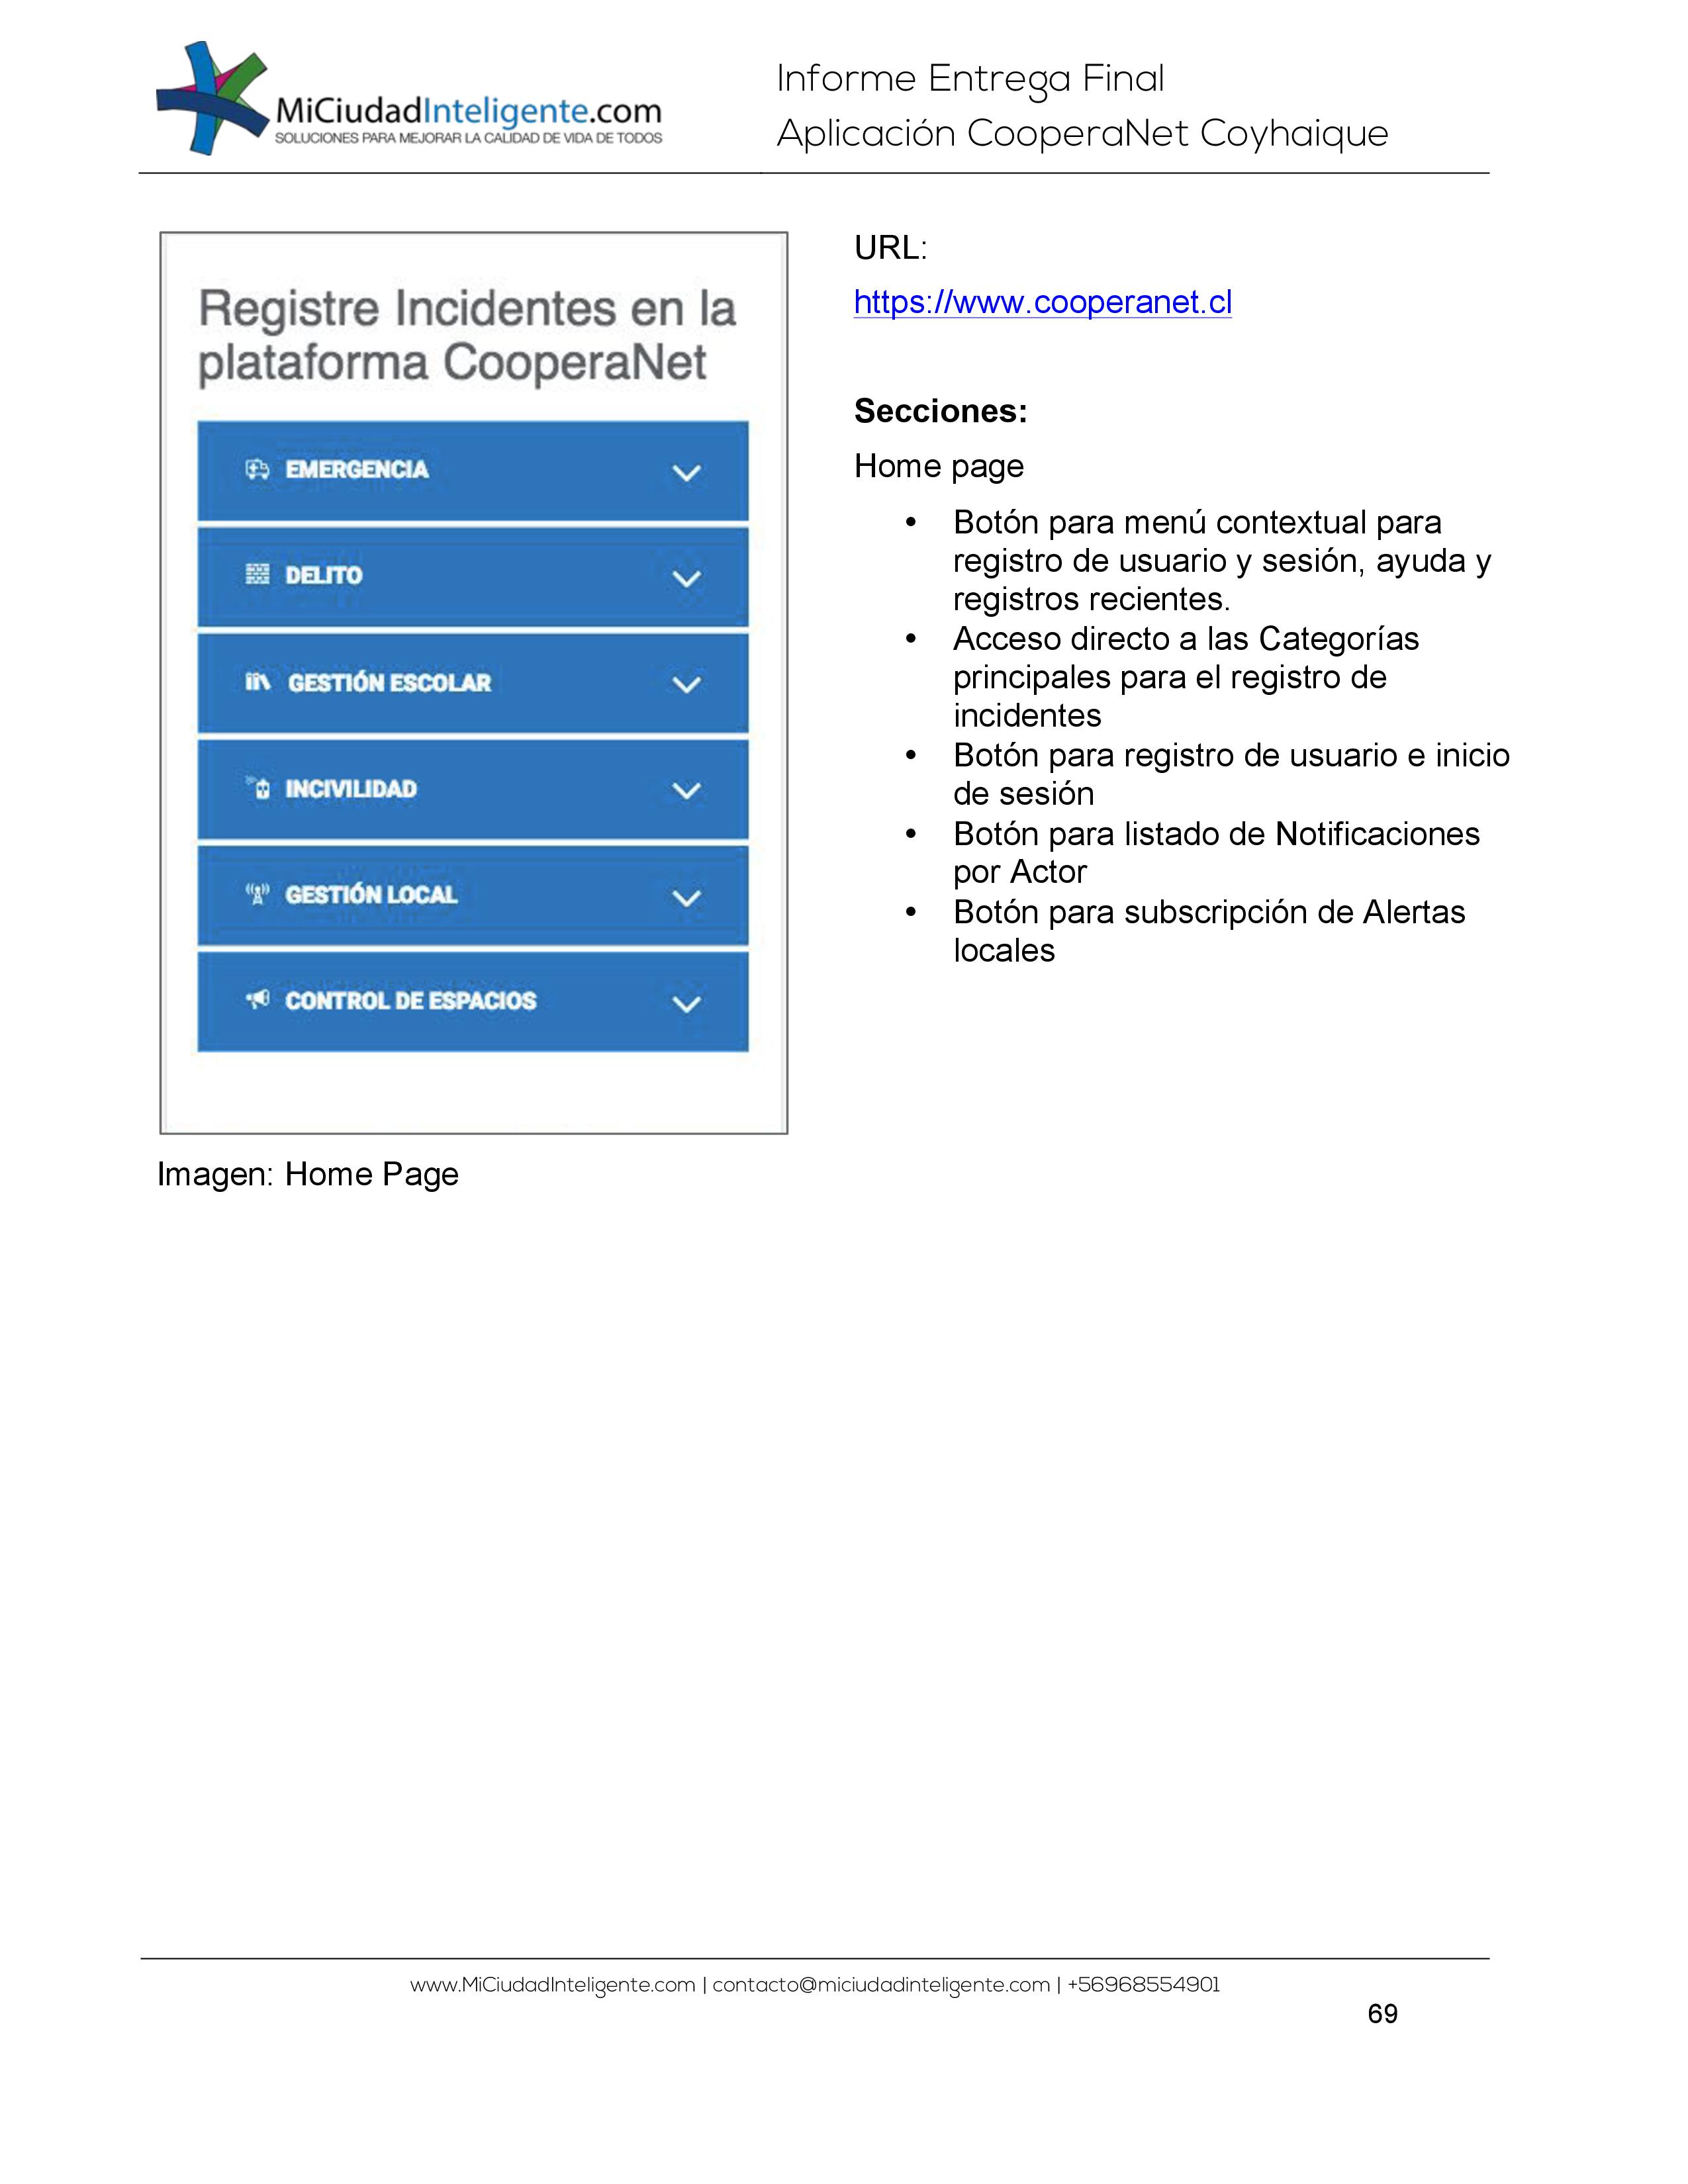 MiCiudadInteligente.com
SOLUCIONES PARA MEJORAR LA CALIDAD DE VIDA DE TODOS
Informe Entrega Final
Aplicación CooperaNet Coyhaique
Registre Incidentes en la
plataforma CooperaNet
EMERGENCIA
DELITO
GESTIÓN ESCOLAR
INCIVILIDAD
GESTIÓN LOCAL
CONTROL DE ESPACIOS
Imagen: Home Page
URL:
https://www.cooperanet.cl
Secciones:
Home page
• Botón para menú contextual para
registro de usuario y sesión, ayuda y
registros recientes.
• Acceso directo a las Categorías
principales para el registro de
incidentes
• Botón para registro de usuario e inicio
de sesión
• Botón para listado de Notificaciones
por Actor
• Botón para subscripción de Alertas
locales
www.MiCiudadInteligente.com | contacto@miciudadinteligente.com | +56968554901
69